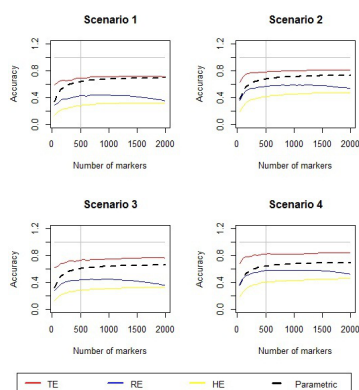 Scenario 1
Accuracy
0.0 0.4 0.8 1.2
0 500 1000 1500 2000
Number of markers
Scenario 2
Accuracy
0.0 0.4 0.8 1.2
0 500 1000 1500 2000
Number of markers
Scenario 3
Accuracy
0.0 0.4 0.8 1.2
0 500 1000 1500 2000
Number of markers
Scenario 4
Accuracy
0.0 0.4 0.8 1.2
0 500 1000 1500 2000
Number of markers
TE RE HE Parametric